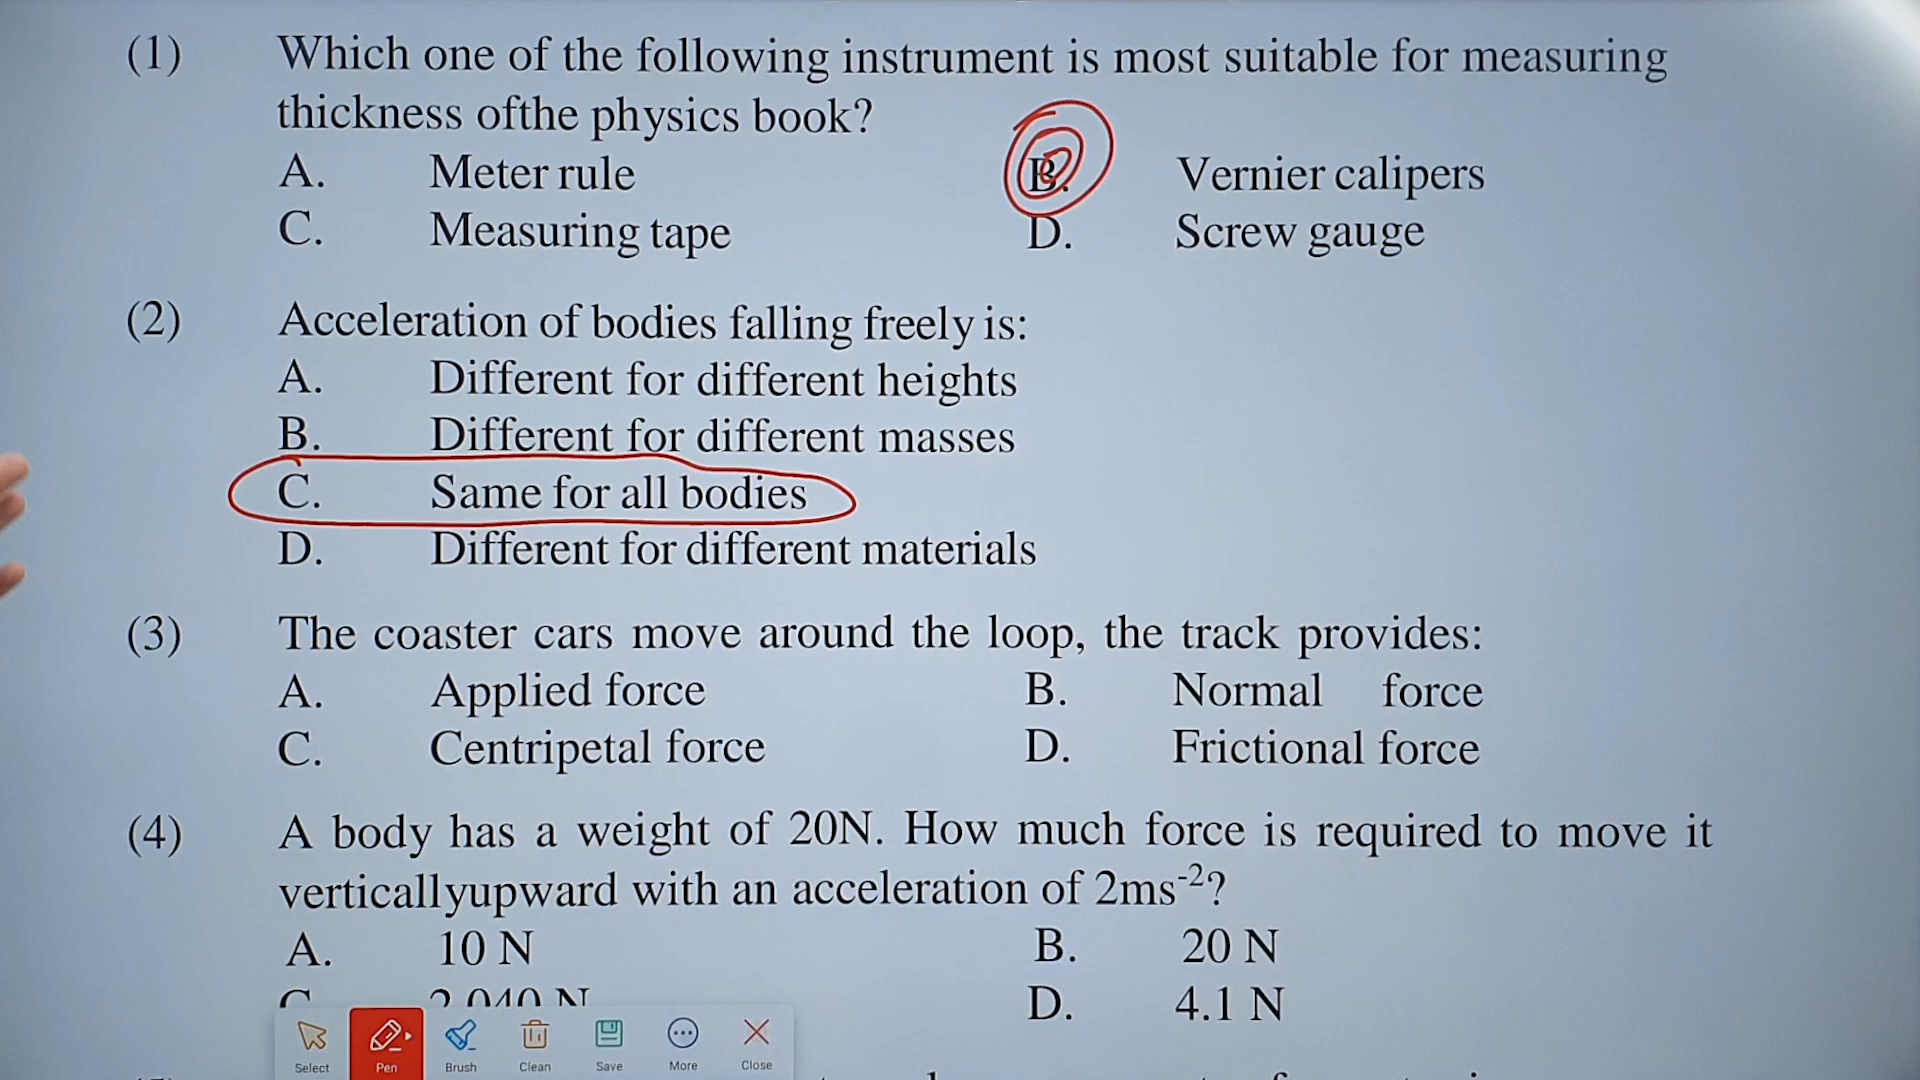 (1) Which one of the following instrument is most suitable for measuring
thickness ofthe physics book?
A. Meter rule B. Vernier calipers
C. Measuring tape D. Screw gauge
(2) Acceleration of bodies falling freely is:
A. Different for different heights
B. Different for different masses
C. Same for all bodies
D. Different for different materials
(3) The coaster cars move around the loop, the track provides:
A. Applied force B. Normal force
C. Centripetal force D. Frictional force
(4) A body has a weight of 20N. How much force is required to move it
verticallyupward with an acceleration of 2ms⁻²?
A. 10 N B. 20 N
D. 4.1 N
Select Pen Brush Clean Save More Close